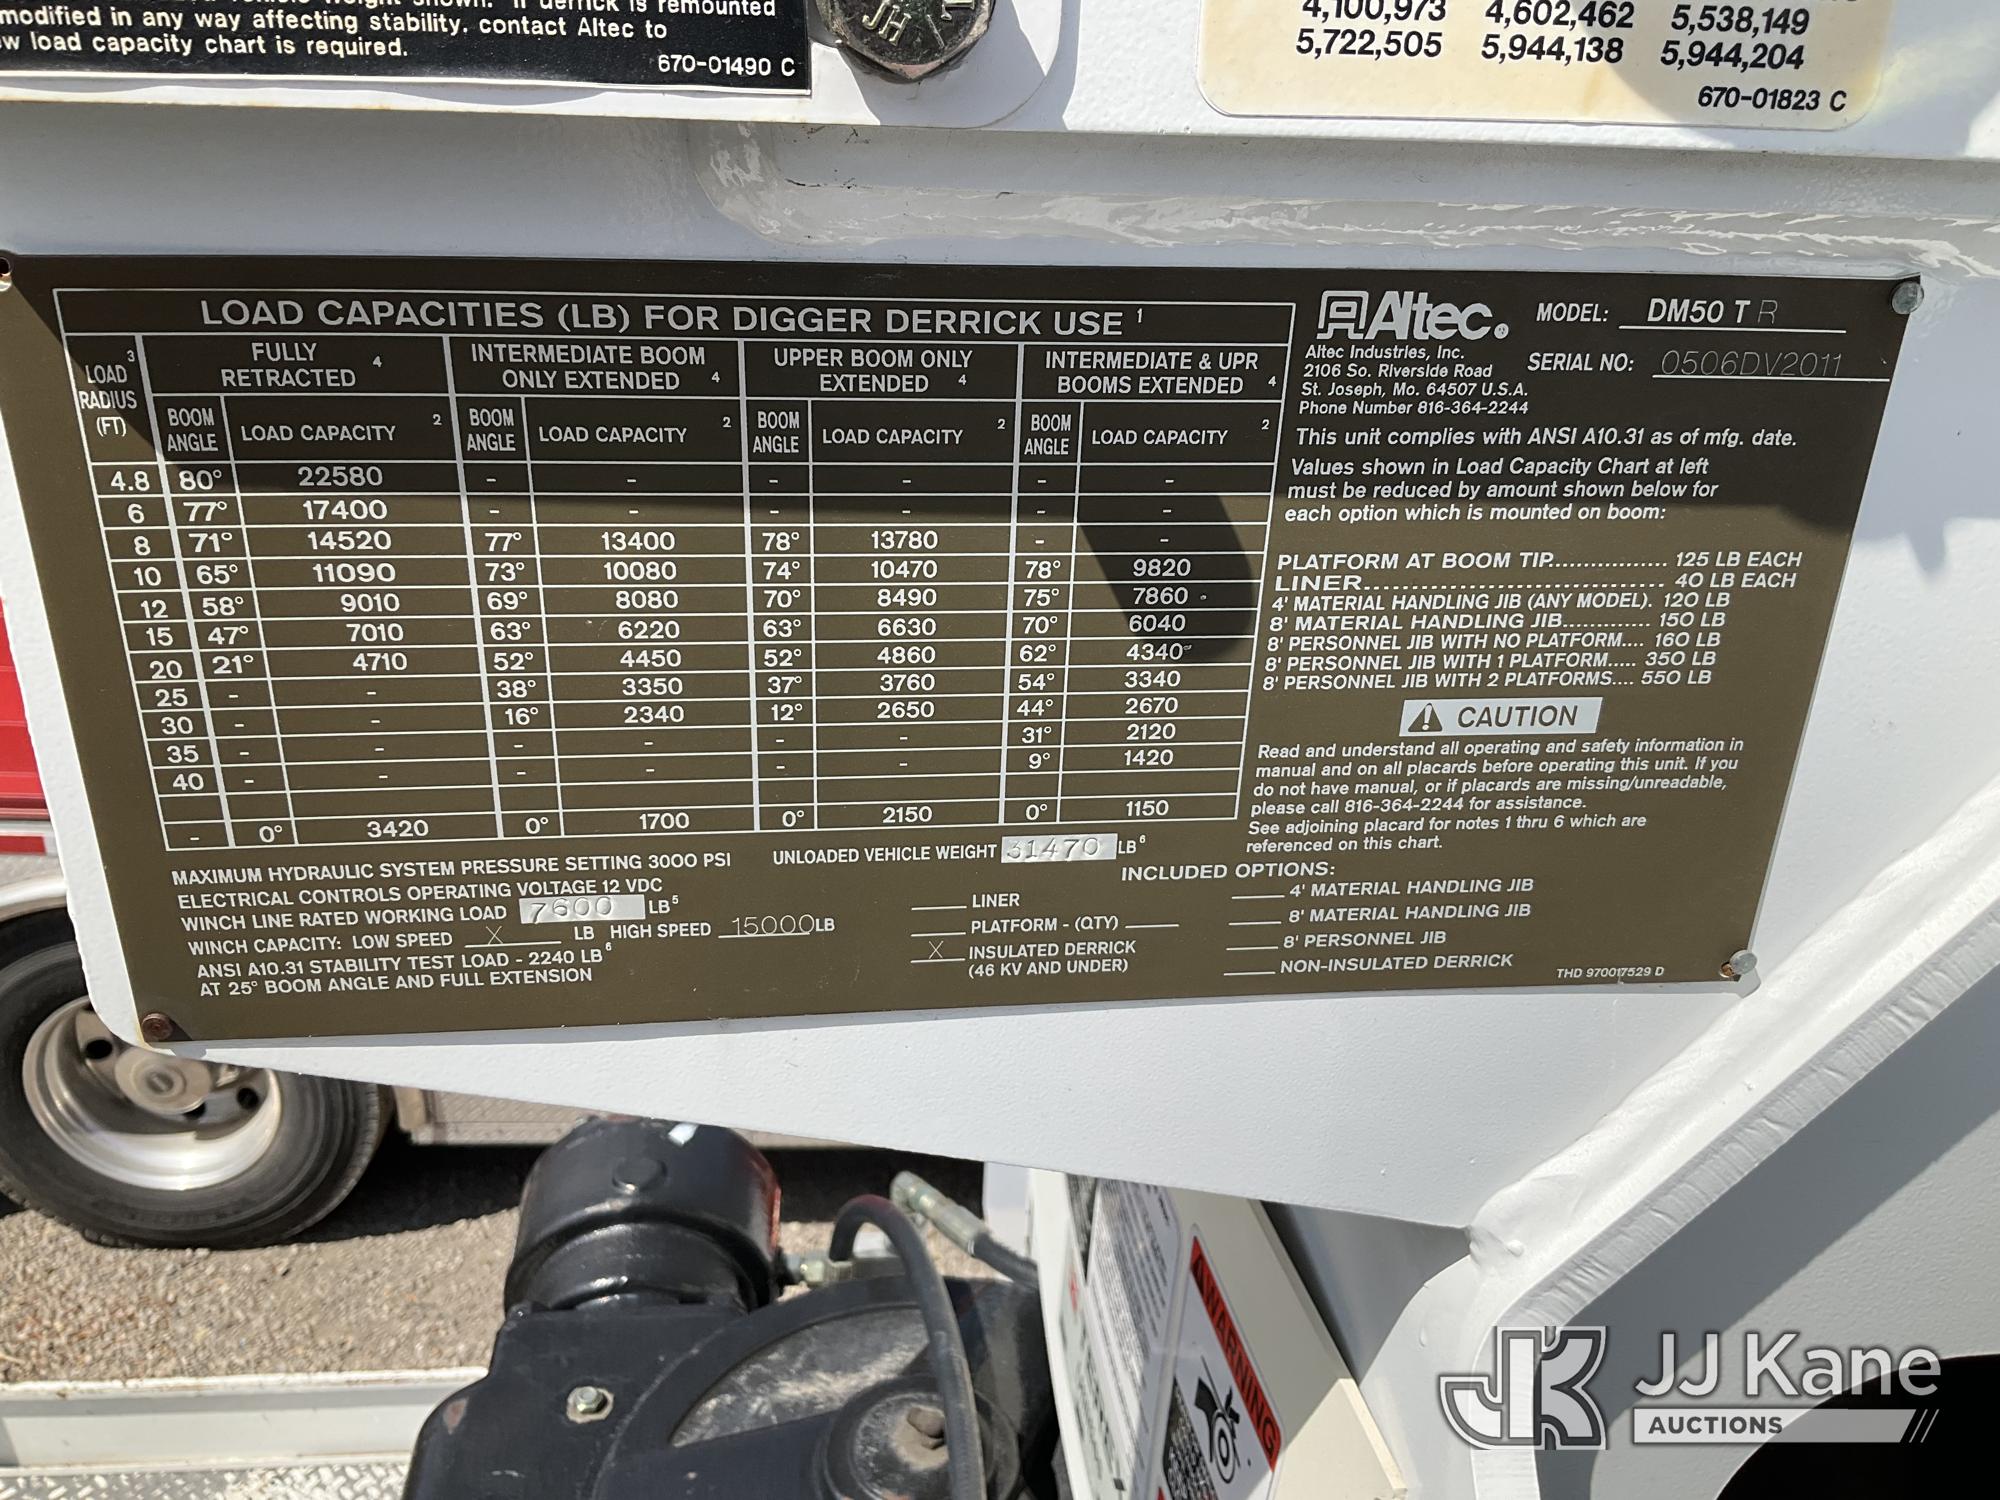 derrick is remounted
modified in any way affecting stability, contact Altec to
w load capacity chart is required.
670-01490 C
JH
4,100,973 4,602,462 5,538,149
5,722,505 5,944,138 5,944,204
670-01823 C
LOAD CAPACITIES (LB) FOR DIGGER DERRICK USE 1
LOAD 3 RADIUS (FT)
FULLY RETRACTED 4
INTERMEDIATE BOOM ONLY EXTENDED 4
UPPER BOOM ONLY EXTENDED 4
INTERMEDIATE & UPR BOOMS EXTENDED 4
BOOM ANGLE LOAD CAPACITY 2 BOOM ANGLE LOAD CAPACITY 2 BOOM ANGLE LOAD CAPACITY 2 BOOM ANGLE LOAD CAPACITY 2
4.8 80° 22580 - - - - - -
6 77° 17400 - - - - - -
8 71° 14520 77° 13400 78° 13780 - -
10 65° 11090 73° 10080 74° 10470 78° 9820
12 58° 9010 69° 8080 70° 8490 75° 7860
15 47° 7010 63° 6220 63° 6630 70° 6040
20 21° 4710 52° 4450 52° 4860 62° 4340
25 - - 38° 3350 37° 3760 54° 3340
30 - - 16° 2340 12° 2650 44° 2670
35 - - - - - - 31° 2120
40 - - - - - - 9° 1420
- 0° 3420 0° 1700 0° 2150 0° 1150
MAXIMUM HYDRAULIC SYSTEM PRESSURE SETTING 3000 PSI
ELECTRICAL CONTROLS OPERATING VOLTAGE 12 VDC
WINCH LINE RATED WORKING LOAD 7600 LB5
WINCH CAPACITY: LOW SPEED X LB HIGH SPEED 15000 LB
ANSI A10.31 STABILITY TEST LOAD - 2240 LB6
AT 25° BOOM ANGLE AND FULL EXTENSION
UNLOADED VEHICLE WEIGHT 31470 LB6
INCLUDED OPTIONS:
LINER
PLATFORM - (QTY)
X INSULATED DERRICK
(46 KV AND UNDER)
4' MATERIAL HANDLING JIB
8' MATERIAL HANDLING JIB
8' PERSONNEL JIB
NON-INSULATED DERRICK
THD 970017529 D
Altec®
Altec Industries, Inc.
2106 So. Riverside Road
St. Joseph, Mo. 64507 U.S.A.
Phone Number 816-364-2244
MODEL: DM50 T R
SERIAL NO: 0506DV2011
This unit complies with ANSI A10.31 as of mfg. date.
Values shown in Load Capacity Chart at left
must be reduced by amount shown below for
each option which is mounted on boom:
PLATFORM AT BOOM TIP................ 125 LB EACH
LINER.................................. 40 LB EACH
4' MATERIAL HANDLING JIB (ANY MODEL). 120 LB
8' MATERIAL HANDLING JIB............. 150 LB
8' PERSONNEL JIB WITH NO PLATFORM.... 160 LB
8' PERSONNEL JIB WITH 1 PLATFORM..... 350 LB
8' PERSONNEL JIB WITH 2 PLATFORMS.... 550 LB
CAUTION
Read and understand all operating and safety information in
manual and on all placards before operating this unit. If you
do not have manual, or if placards are missing/unreadable,
please call 816-364-2244 for assistance.
See adjoining placard for notes 1 thru 6 which are
referenced on this chart.
WARNING
JK JJ Kane
AUCTIONS